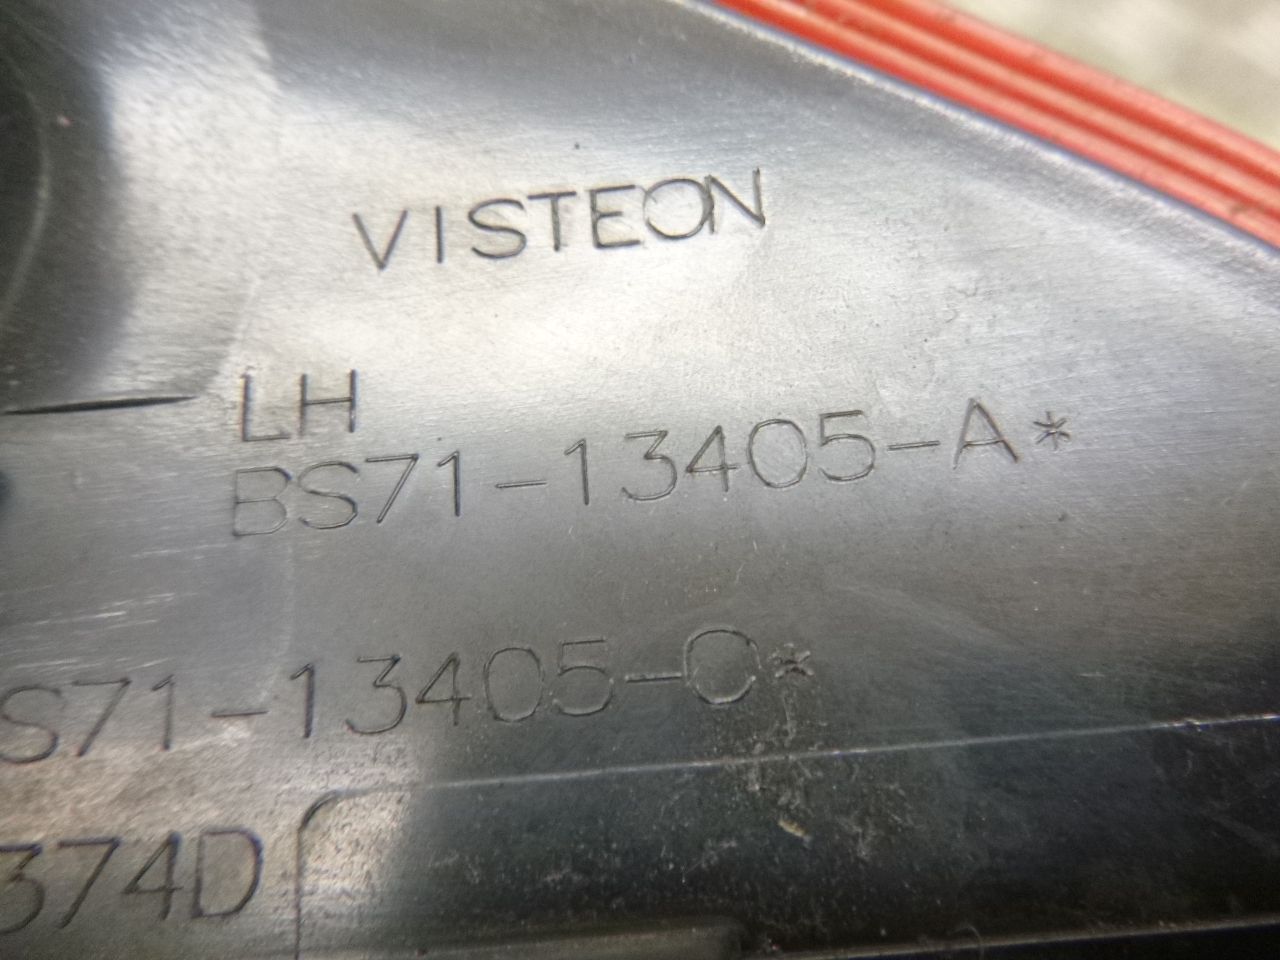 VISTEON
LH
BS71-13405-A*
S71-13405-C*
374D